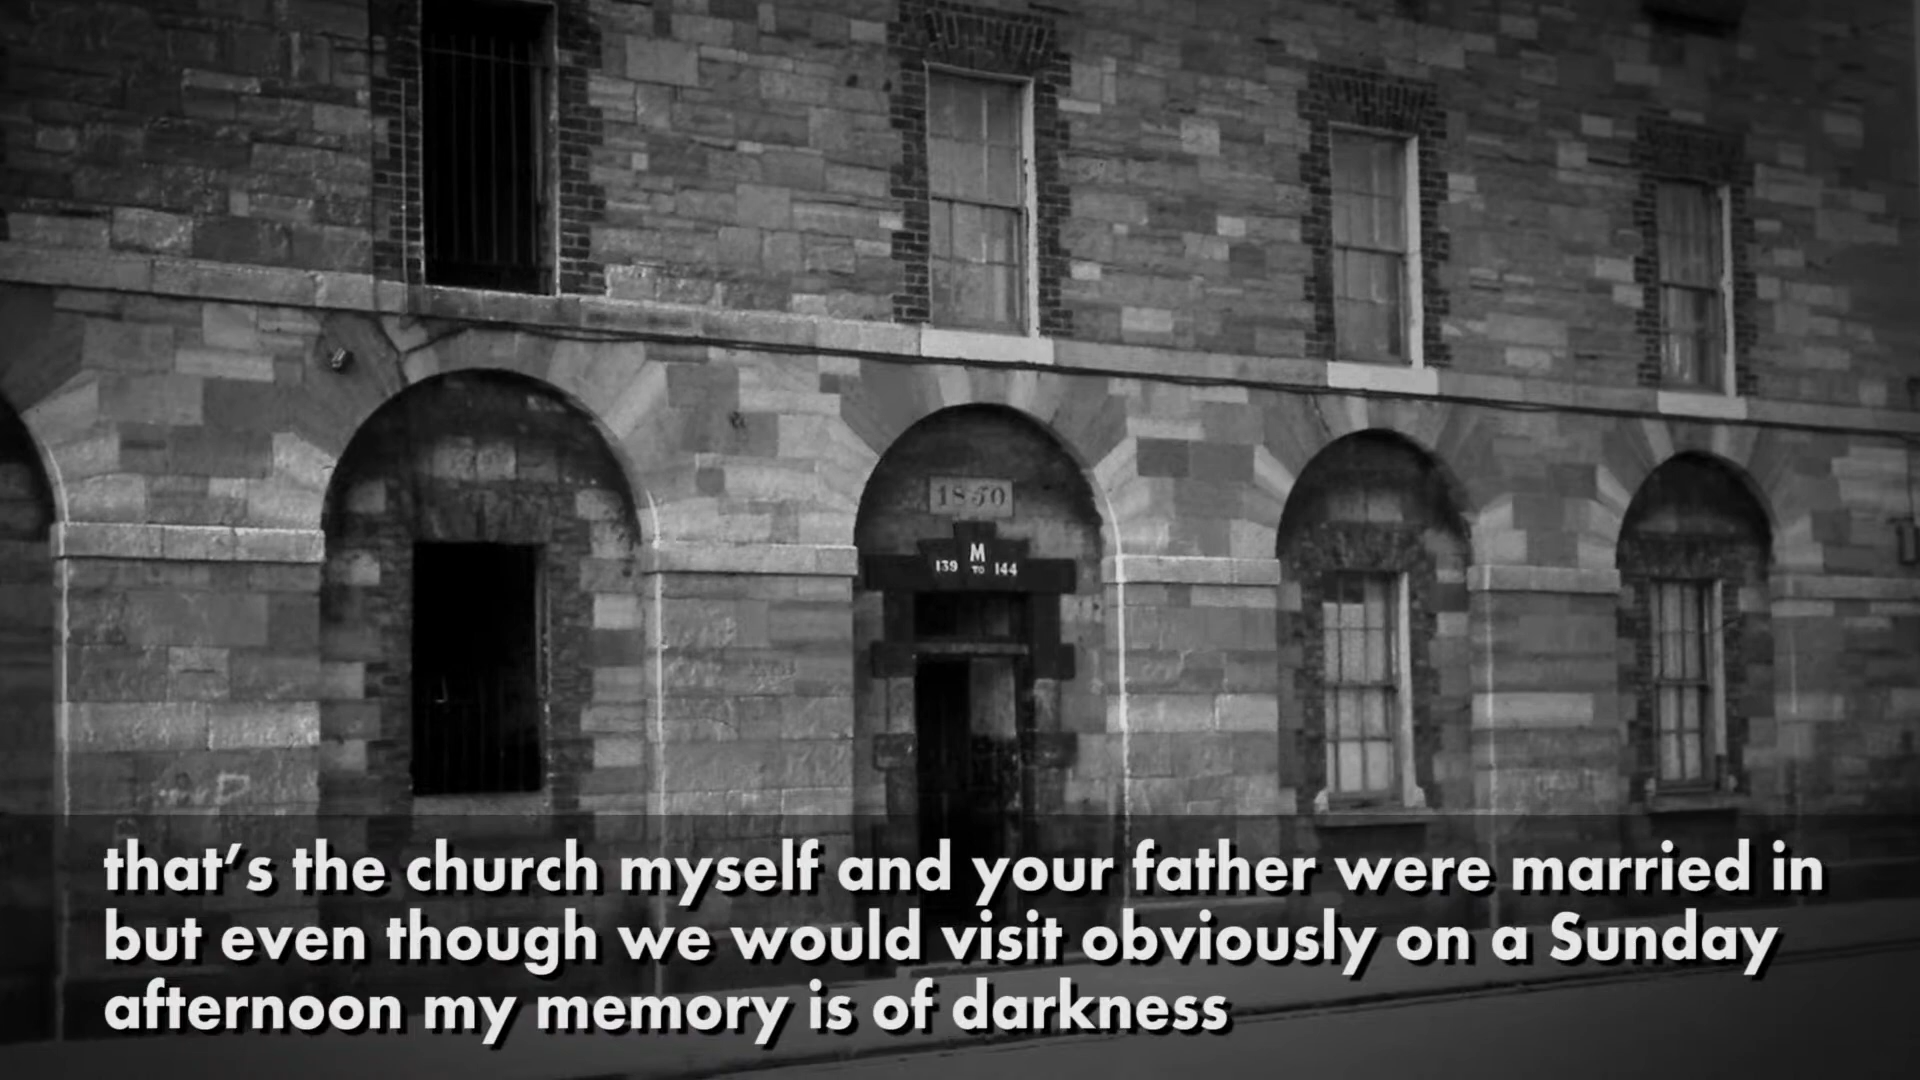 1850
M
139 TO 144
that's the church myself and your father were married in
but even though we would visit obviously on a Sunday
afternoon my memory is of darkness